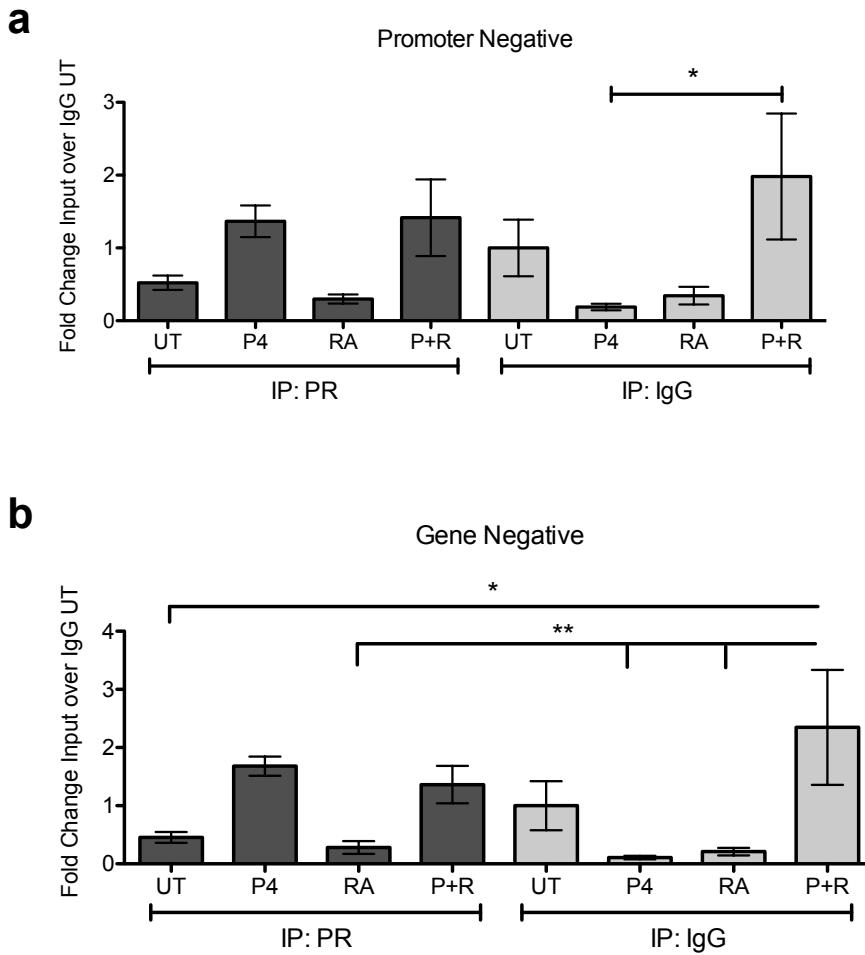 a
Promoter Negative
*
Fold Change Input over IgG UT
3
2
1
0
UT P4 RA P+R UT P4 RA P+R
IP: PR IP: IgG
b
Gene Negative
*
**
Fold Change Input over IgG UT
4
3
2
1
0
UT P4 RA P+R UT P4 RA P+R
IP: PR IP: IgG